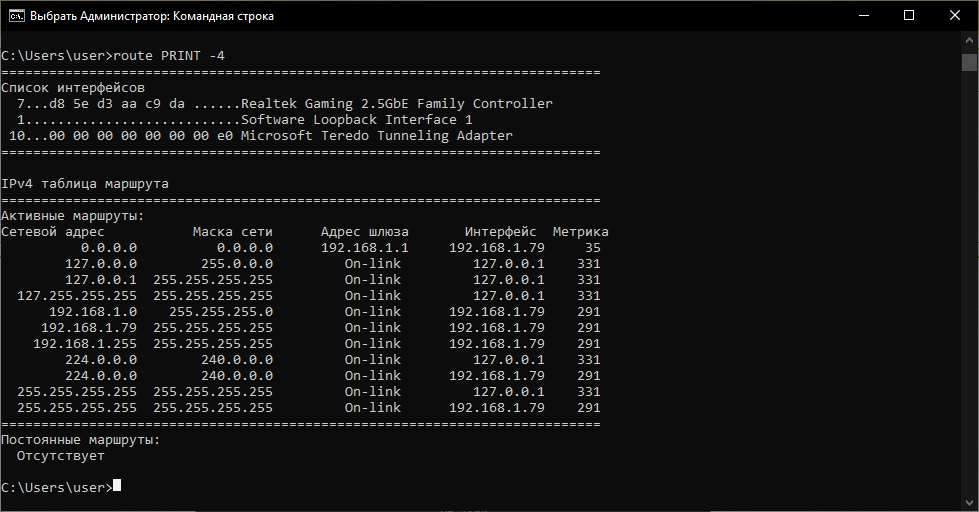 Выбрать Администратор: Командная строка
C:\Users\user>route PRINT -4
===========================================================================
Список интерфейсов
  7...d8 5e d3 aa c9 da ......Realtek Gaming 2.5GbE Family Controller
  1...........................Software Loopback Interface 1
 10...00 00 00 00 00 00 00 e0 Microsoft Teredo Tunneling Adapter
===========================================================================
IPv4 таблица маршрута
===========================================================================
Активные маршруты:
Сетевой адрес           Маска сети      Адрес шлюза       Интерфейс  Метрика
          0.0.0.0          0.0.0.0      192.168.1.1     192.168.1.79     35
        127.0.0.0        255.0.0.0         On-link         127.0.0.1    331
        127.0.0.1  255.255.255.255         On-link         127.0.0.1    331
  127.255.255.255  255.255.255.255         On-link         127.0.0.1    331
      192.168.1.0    255.255.255.0         On-link      192.168.1.79    291
     192.168.1.79  255.255.255.255         On-link      192.168.1.79    291
    192.168.1.255  255.255.255.255         On-link      192.168.1.79    291
        224.0.0.0        240.0.0.0         On-link         127.0.0.1    331
        224.0.0.0        240.0.0.0         On-link      192.168.1.79    291
  255.255.255.255  255.255.255.255         On-link         127.0.0.1    331
  255.255.255.255  255.255.255.255         On-link      192.168.1.79    291
===========================================================================
Постоянные маршруты:
  Отсутствует
C:\Users\user>